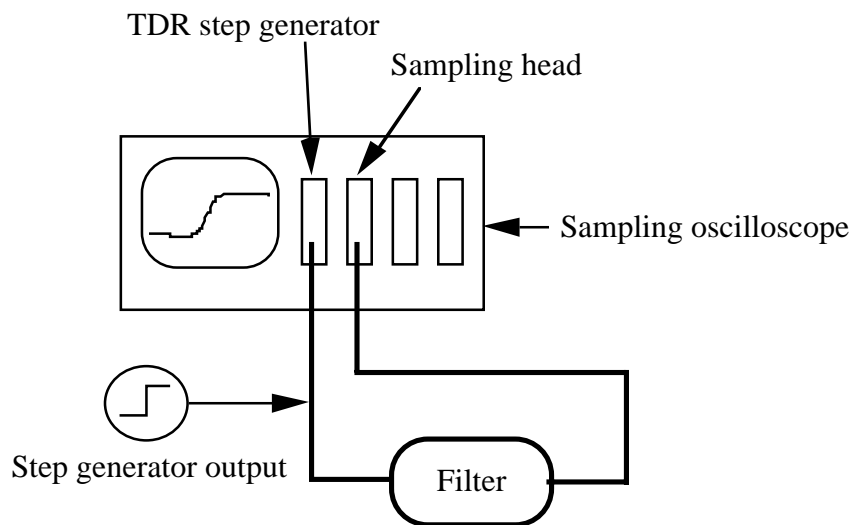 TDR step generator
Sampling head
Sampling oscilloscope
Step generator output
Filter